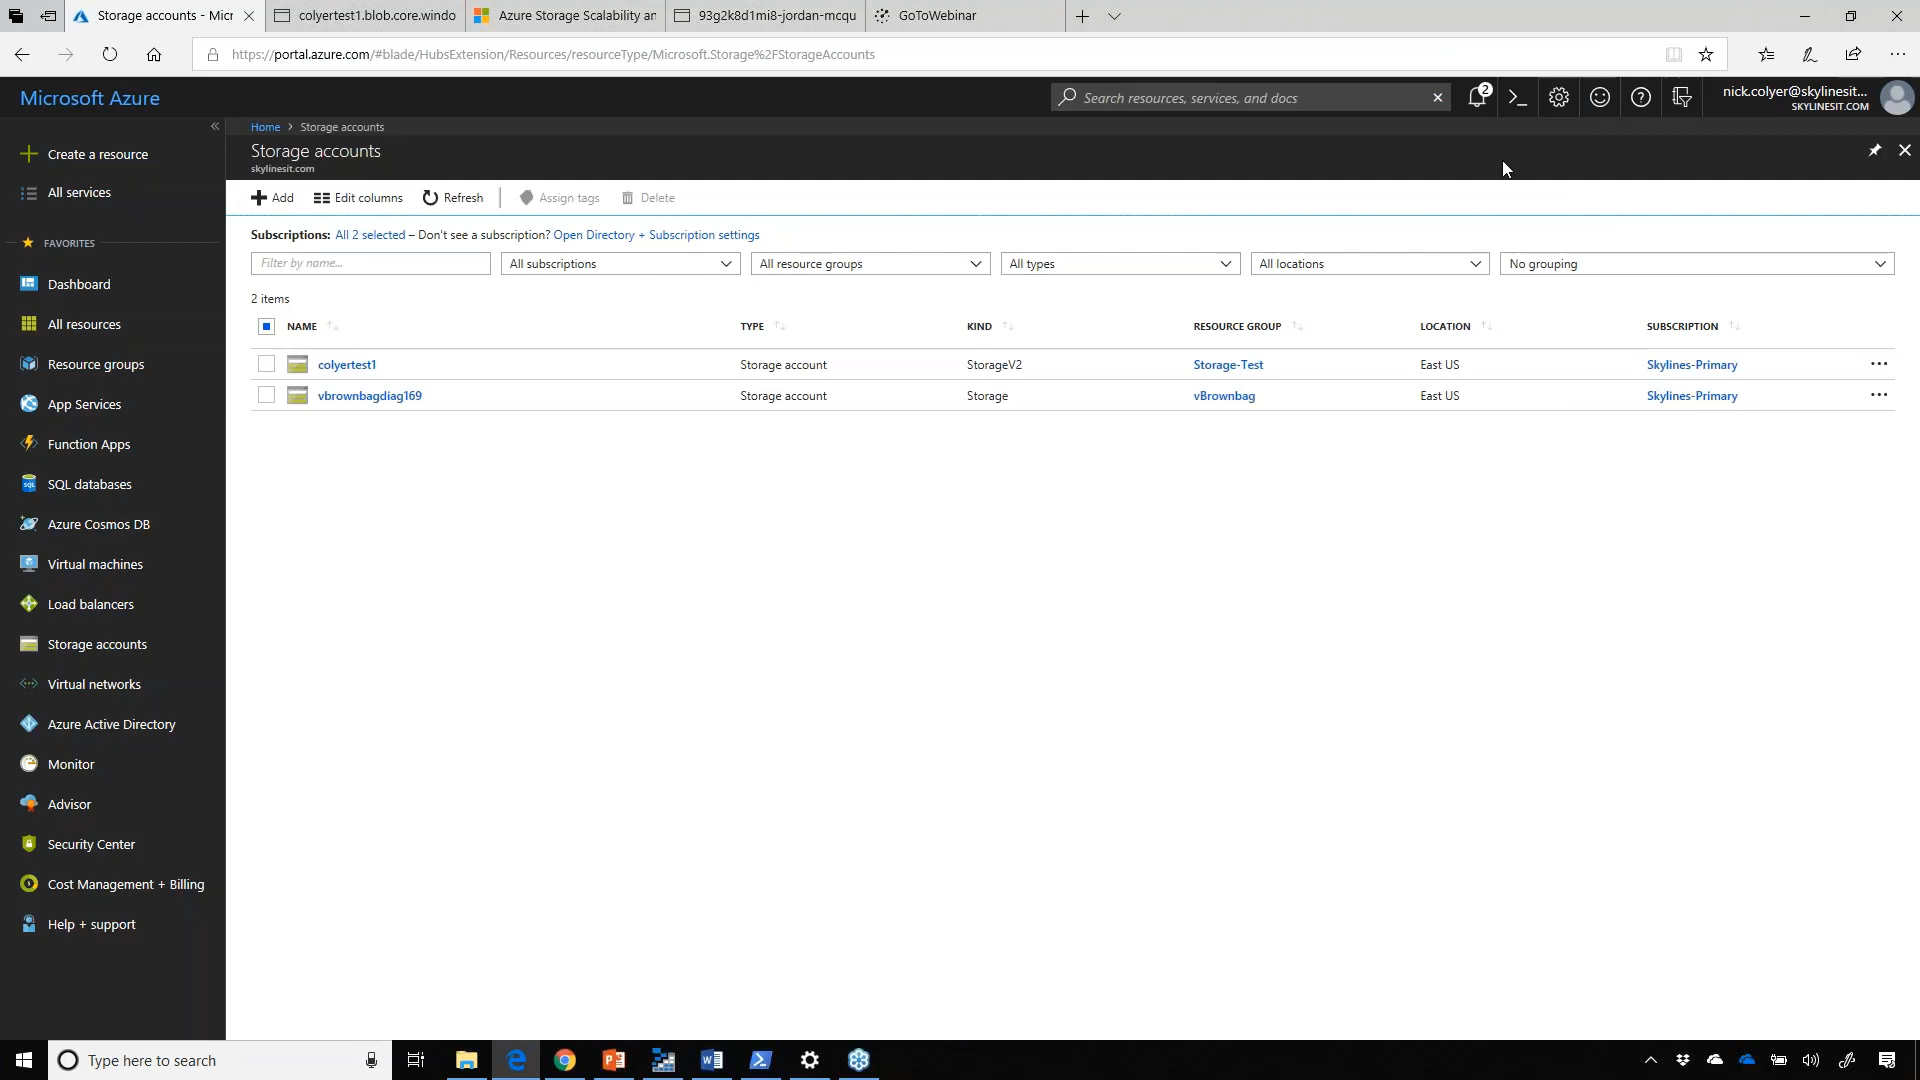 Storage accounts - Micr
colyertest1.blob.core.windo
Azure Storage Scalability an
93g2k8d1mi8-jordan-mcqu
GoToWebinar
https://portal.azure.com/#blade/HubsExtension/Resources/resourceType/Microsoft.Storage%2FStorageAccounts
Microsoft Azure
Search resources, services, and docs
2
nick.colyer@skylinesit...
SKYLINESIT.COM
Home > Storage accounts
Storage accounts
skylinesit.com
Create a resource
All services
FAVORITES
Dashboard
All resources
Resource groups
App Services
Function Apps
SQL databases
Azure Cosmos DB
Virtual machines
Load balancers
Storage accounts
Virtual networks
Azure Active Directory
Monitor
Advisor
Security Center
Cost Management + Billing
Help + support
Add
Edit columns
Refresh
Assign tags
Delete
Subscriptions: All 2 selected – Don't see a subscription? Open Directory + Subscription settings
Filter by name...
All subscriptions
All resource groups
All types
All locations
No grouping
2 items
NAME TYPE KIND RESOURCE GROUP LOCATION SUBSCRIPTION
colyertest1 Storage account StorageV2 Storage-Test East US Skylines-Primary
vbrownbagdiag169 Storage account Storage vBrownbag East US Skylines-Primary
Type here to search